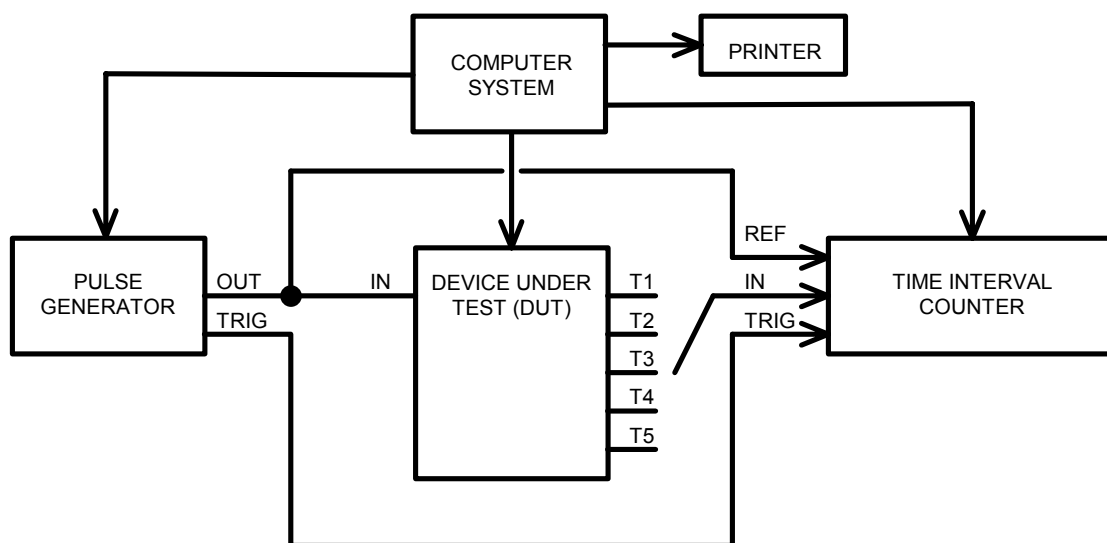 COMPUTER
SYSTEM
PRINTER
PULSE
GENERATOR
OUT
TRIG
IN
DEVICE UNDER
TEST (DUT)
T1
T2
T3
T4
T5
REF
IN
TRIG
TIME INTERVAL
COUNTER